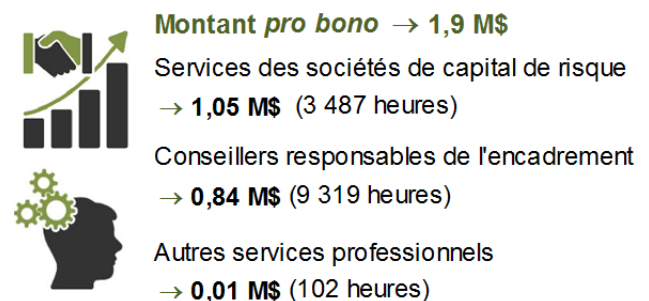 Montant pro bono → 1,9 M$
Services des sociétés de capital de risque
→ 1,05 M$ (3 487 heures)
Conseillers responsables de l'encadrement
→ 0,84 M$ (9 319 heures)
Autres services professionnels
→ 0,01 M$ (102 heures)